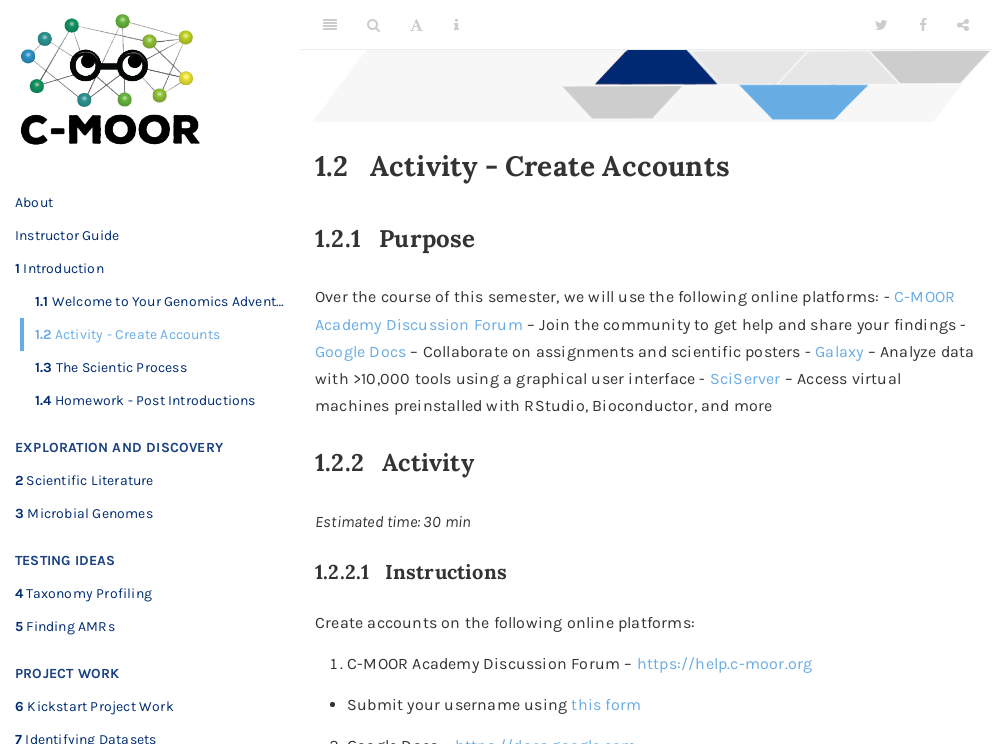 C-MOOR
About
Instructor Guide
1 Introduction
1.1 Welcome to Your Genomics Advent…
1.2 Activity - Create Accounts
1.3 The Scientic Process
1.4 Homework - Post Introductions
EXPLORATION AND DISCOVERY
2 Scientific Literature
3 Microbial Genomes
TESTING IDEAS
4 Taxonomy Profiling
5 Finding AMRs
PROJECT WORK
6 Kickstart Project Work
7 Identifying Datasets
1.2 Activity - Create Accounts
1.2.1 Purpose
Over the course of this semester, we will use the following online platforms: - C-MOOR
Academy Discussion Forum – Join the community to get help and share your findings -
Google Docs – Collaborate on assignments and scientific posters - Galaxy – Analyze data
with >10,000 tools using a graphical user interface - SciServer – Access virtual
machines preinstalled with RStudio, Bioconductor, and more
1.2.2 Activity
Estimated time: 30 min
1.2.2.1 Instructions
Create accounts on the following online platforms:
1. C-MOOR Academy Discussion Forum – https://help.c-moor.org
• Submit your username using this form
2. Google Docs – https://docs.google.com